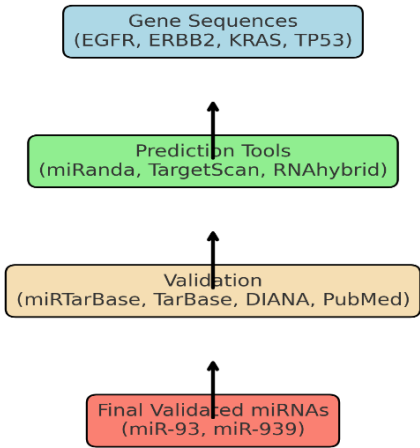 Gene Sequences
(EGFR, ERBB2, KRAS, TP53)
Prediction Tools
(miRanda, TargetScan, RNAhybrid)
Validation
(miRTarBase, TarBase, DIANA, PubMed)
Final Validated miRNAs
(miR-93, miR-939)